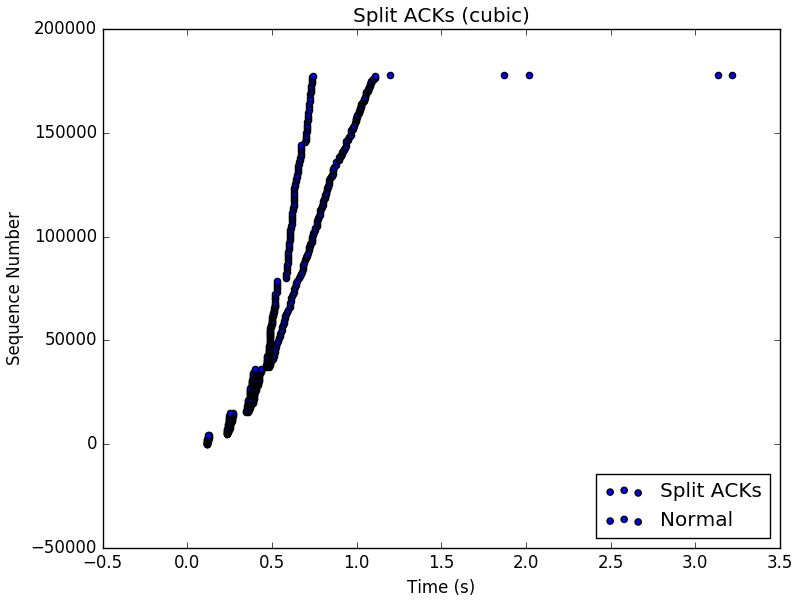 Split ACKs (cubic)
200000
150000
100000
50000
0
−50000
Sequence Number
Split ACKs
Normal
−0.5 0.0 0.5 1.0 1.5 2.0 2.5 3.0 3.5
Time (s)